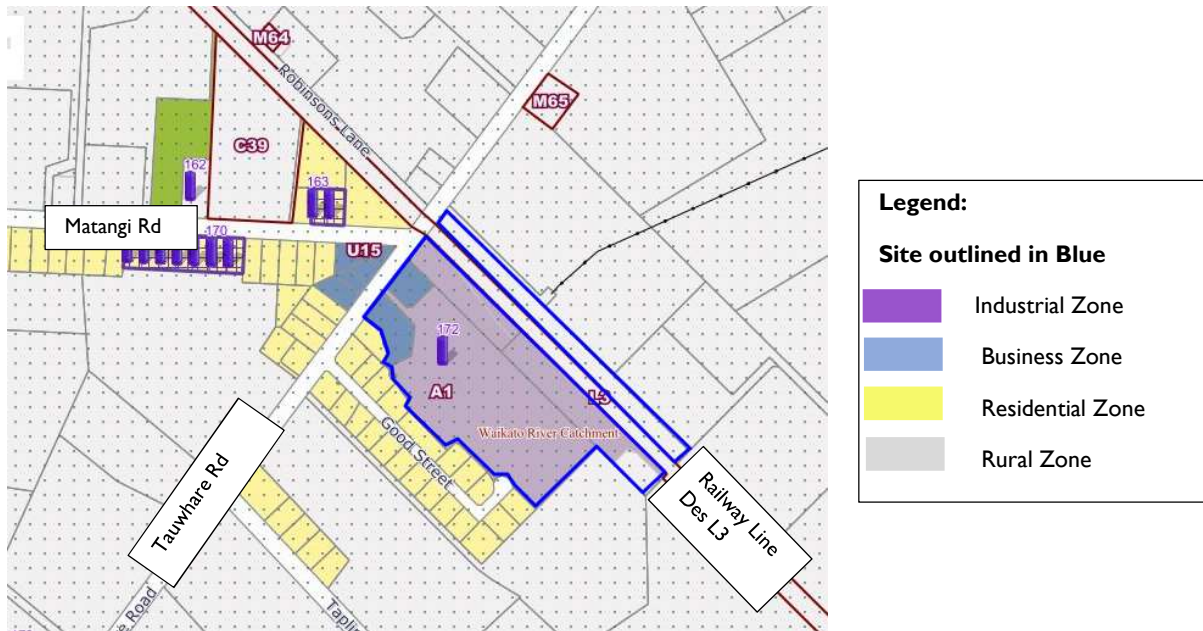 M64
Robinsons Lane
M65
C39
162
163
Matangi Rd
170
U15
172
A1
L3
Waikato River Catchment
Good Street
Tauwhare Rd
Railway Line
Des L3
e Road
Taplin
Legend:
Site outlined in Blue
Industrial Zone
Business Zone
Residential Zone
Rural Zone